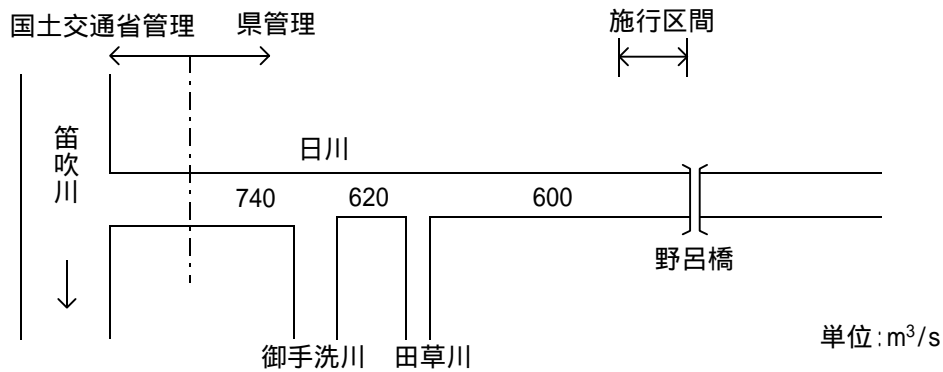 国土交通省管理 県管理
施行区間
笛吹川
日川
740 620 600
野呂橋
御手洗川 田草川
単位:m³/s